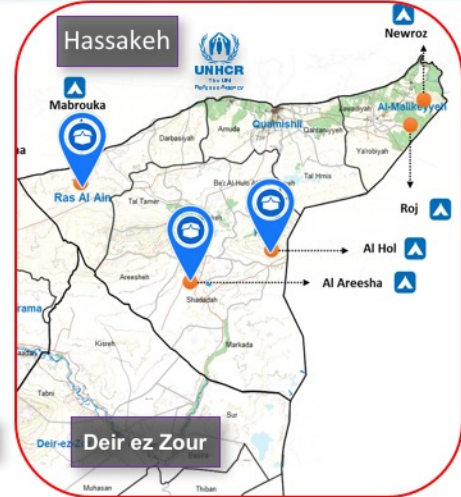 Hassakeh
UNHCR
The UN
Refugee Agency
Newroz
Mabrouka
Al-Malikeyyeh
Darbasiyah
Amuda
Quamishli
Qahtaniyyeh
Jawadiyah
Ya'robiyah
Ras Al Ain
Tal Tamer
Tal Hmis
Roj
Al Hol
Areesheh
Al Areesha
Shadadah
Kisreh
Markada
Tabni
Sur
Deir ez Zour
Muhasan
Thiban